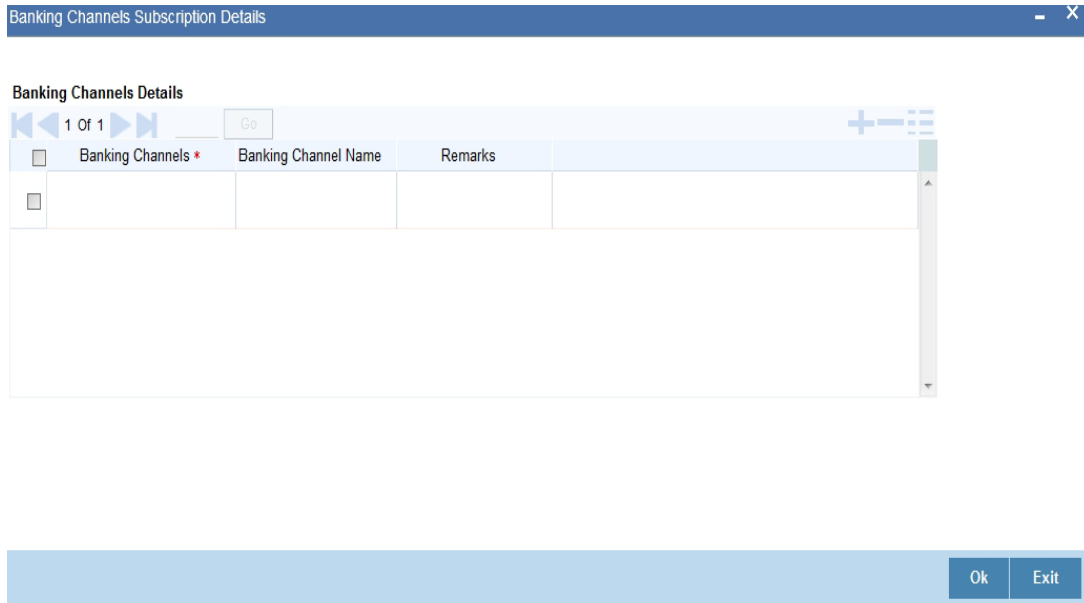 Banking Channels Subscription Details
- X
Banking Channels Details
1 Of 1 Go
Banking Channels * Banking Channel Name Remarks
Ok Exit